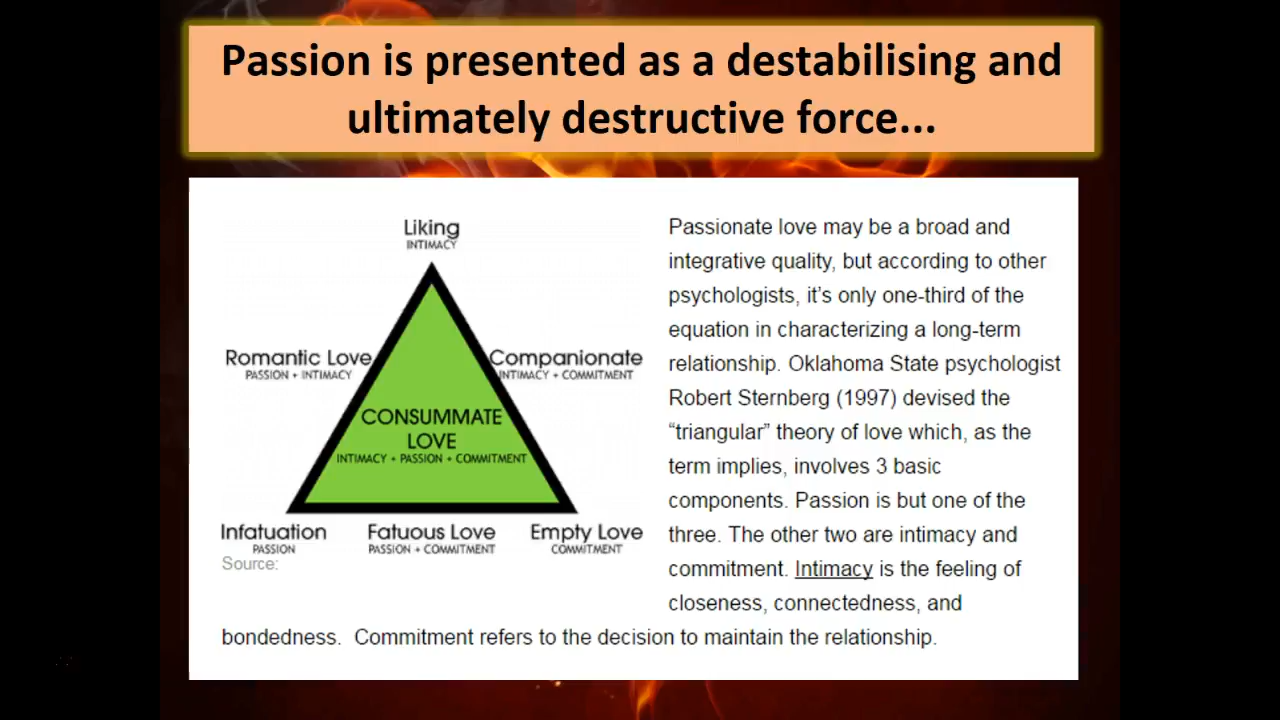 Passion is presented as a destabilising and
ultimately destructive force...
Liking
INTIMACY
Romantic Love
PASSION + INTIMACY
Companionate
INTIMACY + COMMITMENT
CONSUMMATE
LOVE
INTIMACY + PASSION + COMMITMENT
Infatuation
PASSION
Fatuous Love
PASSION + COMMITMENT
Empty Love
COMMITMENT
Source:
Passionate love may be a broad and
integrative quality, but according to other
psychologists, it’s only one-third of the
equation in characterizing a long-term
relationship. Oklahoma State psychologist
Robert Sternberg (1997) devised the
“triangular” theory of love which, as the
term implies, involves 3 basic
components. Passion is but one of the
three. The other two are intimacy and
commitment. Intimacy is the feeling of
closeness, connectedness, and
bondedness.  Commitment refers to the decision to maintain the relationship.